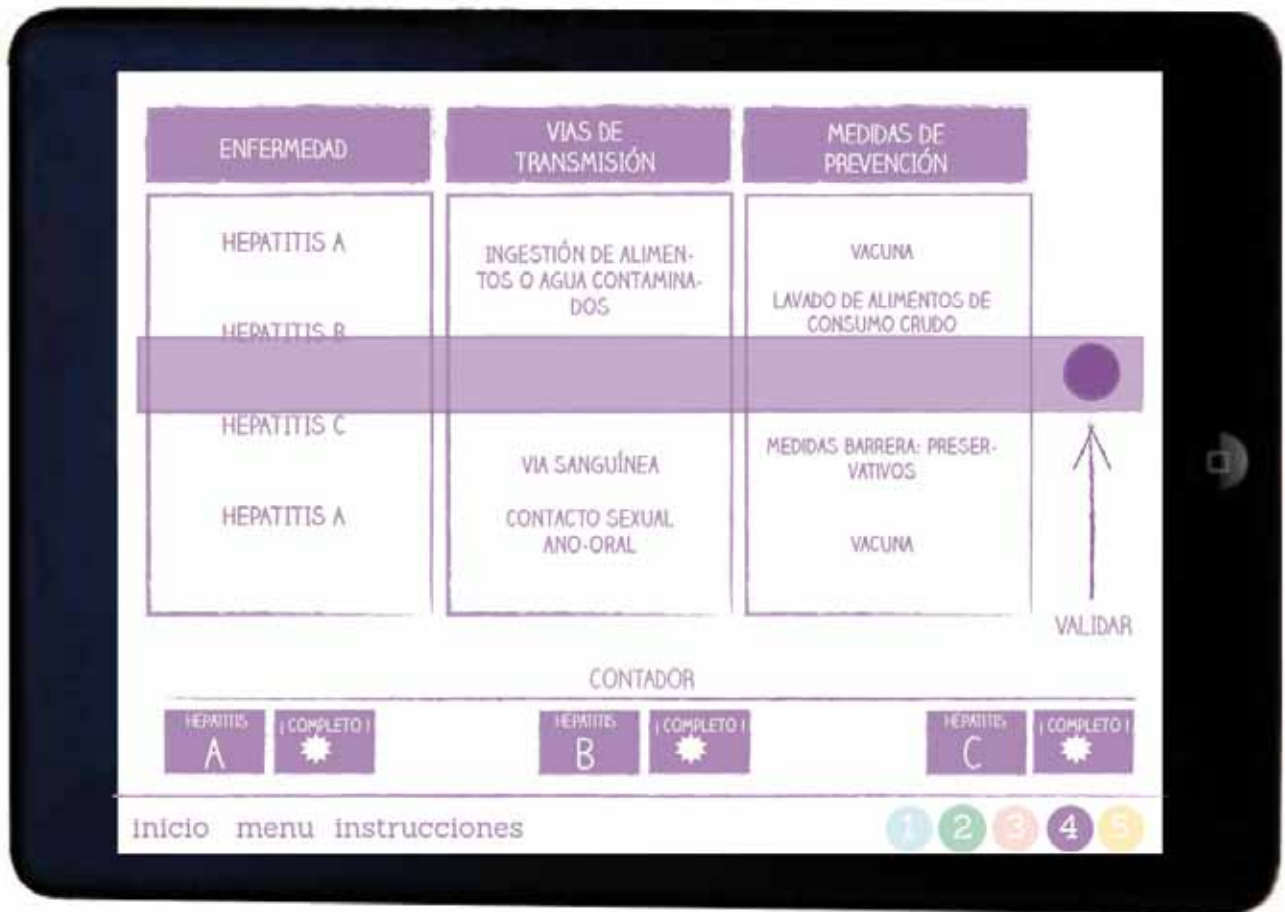 ENFERMEDAD
VIAS DE
TRANSMISIÓN
MEDIDAS DE
PREVENCIÓN
HEPATITIS A
HEPATITIS B
HEPATITIS C
HEPATITIS A
INGESTIÓN DE ALIMEN-
TOS O AGUA CONTAMINA-
DOS
VIA SANGUÍNEA
CONTACTO SEXUAL
ANO-ORAL
VACUNA
LAVADO DE ALIMENTOS DE
CONSUMO CRUDO
MEDIDAS BARRERA: PRESER-
VATIVOS
VACUNA
VALIDAR
CONTADOR
HEPATITIS
A
¡COMPLETO!
HEPATITIS
B
¡COMPLETO!
HEPATITIS
C
¡COMPLETO!
inicio menu instrucciones
1 2 3 4 5